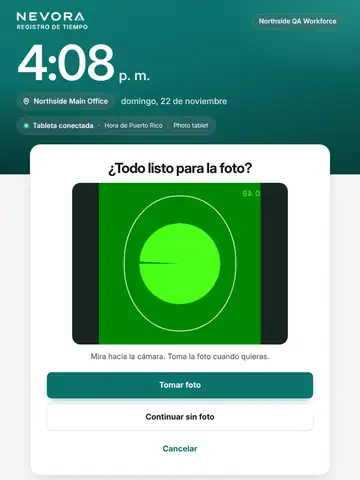 NEVORA
REGISTRO DE TIEMPO
Northside QA Workforce
4:08 p. m.
Northside Main Office
domingo, 22 de noviembre
Tableta conectada · Hora de Puerto Rico · Photo tablet
¿Todo listo para la foto?
0 48
Mira hacia la cámara. Toma la foto cuando quieras.
Tomar foto
Continuar sin foto
Cancelar